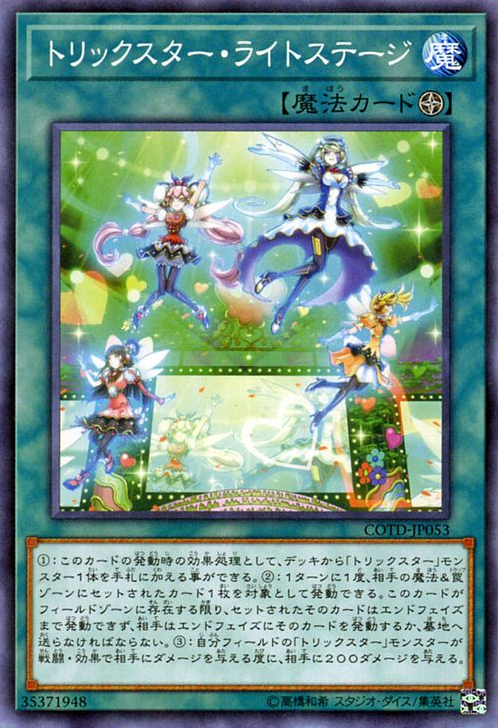 トリックスター・ライトステージ
魔
【魔法カード】
COTD-JP053
①：このカードの発動時の効果処理として、デッキから「トリックスター」モン
スター1体を手札に加える事ができる。②：1ターンに1度、相手の魔法＆罠
ゾーンにセットされたカード1枚を対象として発動できる。このカードが
フィールドゾーンに存在する限り、セットされたそのカードはエンドフェイズ
まで発動できず、相手はエンドフェイズにそのカードを発動するか、墓地へ
送らなければならない。③：自分フィールドの「トリックスター」モンスターが
戦闘・効果で相手にダメージを与える度に、相手に200ダメージを与える。
35371948
©高橋和希 スタジオ・ダイス/集英社